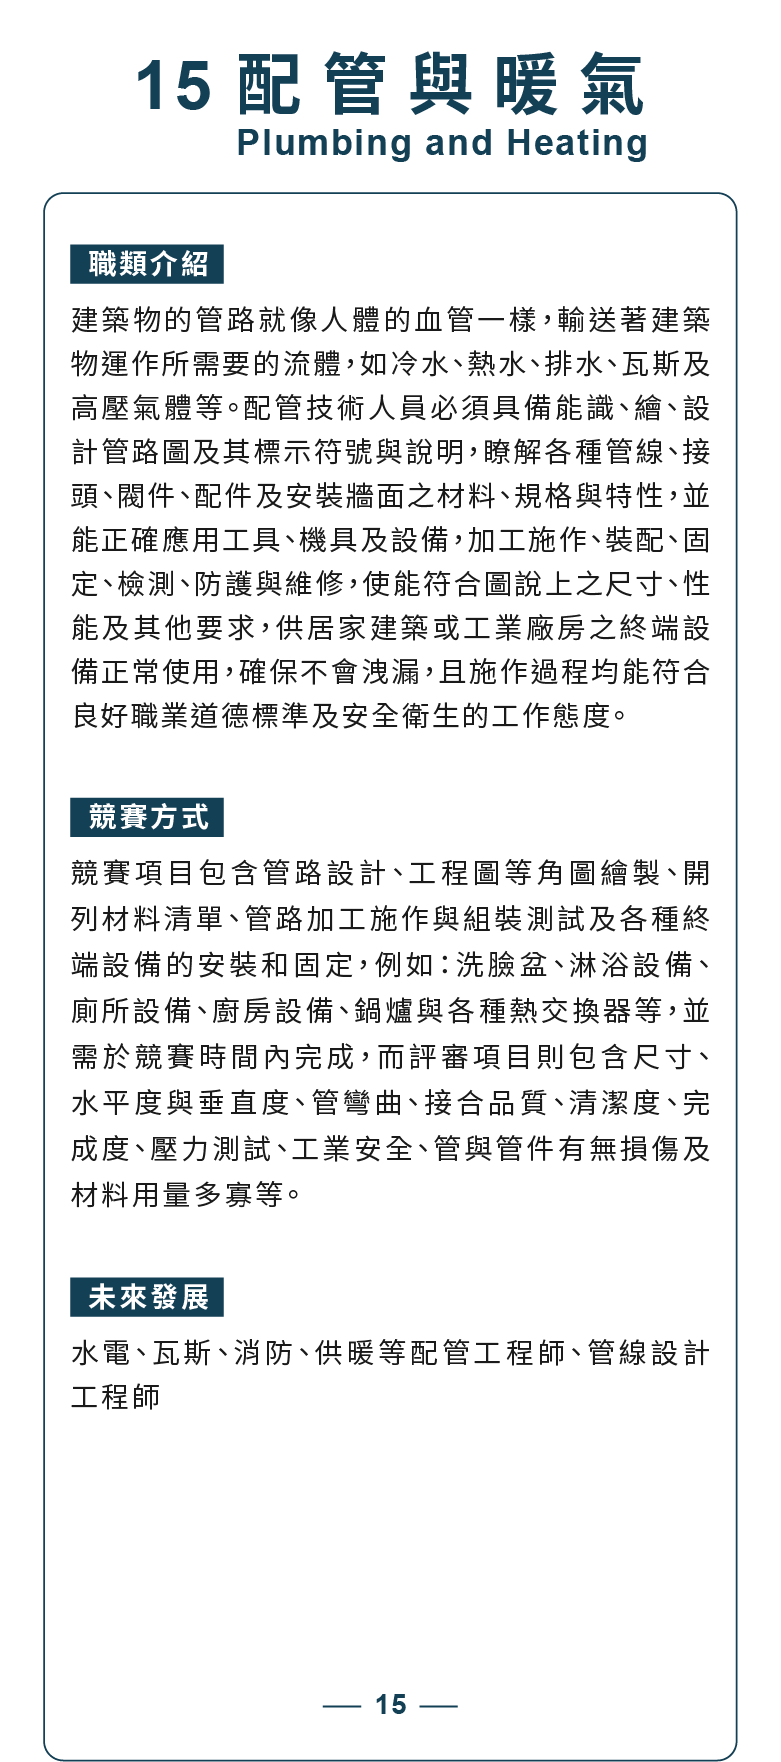 15 配管與暖氣
Plumbing and Heating
職類介紹
建築物的管路就像人體的血管一樣，輸送著建築
物運作所需要的流體，如冷水、熱水、排水、瓦斯及
高壓氣體等。配管技術人員必須具備能識、繪、設
計管路圖及其標示符號與說明，瞭解各種管線、接
頭、閥件、配件及安裝牆面之材料、規格與特性，並
能正確應用工具、機具及設備，加工施作、裝配、固
定、檢測、防護與維修，使能符合圖說上之尺寸、性
能及其他要求，供居家建築或工業廠房之終端設
備正常使用，確保不會洩漏，且施作過程均能符合
良好職業道德標準及安全衛生的工作態度。
競賽方式
競賽項目包含管路設計、工程圖等角圖繪製、開
列材料清單、管路加工施作與組裝測試及各種終
端設備的安裝和固定，例如：洗臉盆、淋浴設備、
廁所設備、廚房設備、鍋爐與各種熱交換器等，並
需於競賽時間內完成，而評審項目則包含尺寸、
水平度與垂直度、管彎曲、接合品質、清潔度、完
成度、壓力測試、工業安全、管與管件有無損傷及
材料用量多寡等。
未來發展
水電、瓦斯、消防、供暖等配管工程師、管線設計
工程師
15